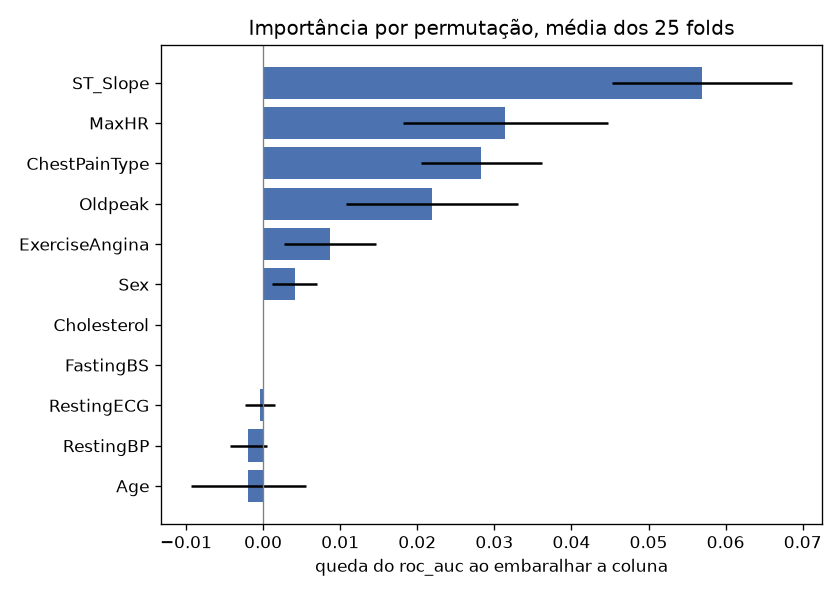 Importância por permutação, média dos 25 folds
ST_Slope
MaxHR
ChestPainType
Oldpeak
ExerciseAngina
Sex
Cholesterol
FastingBS
RestingECG
RestingBP
Age
−0.01 0.00 0.01 0.02 0.03 0.04 0.05 0.06 0.07
queda do roc_auc ao embaralhar a coluna